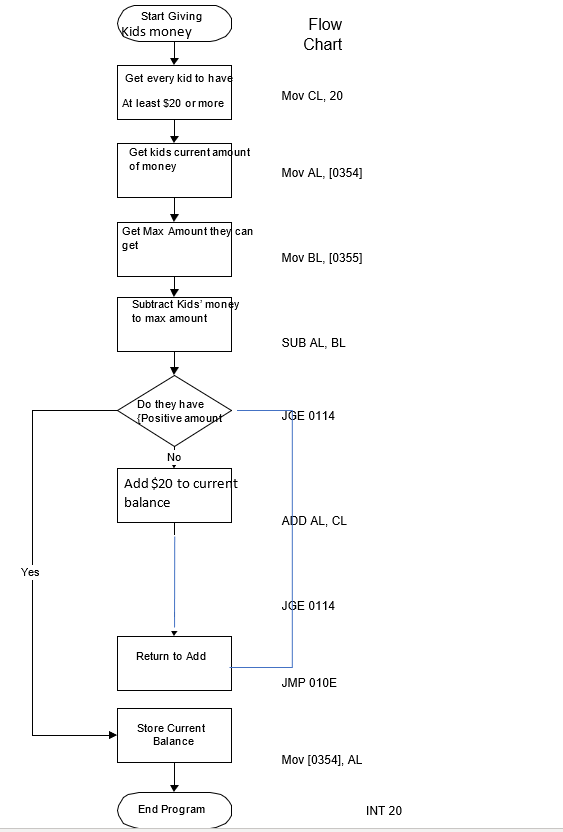 Start Giving
Kids money
Flow
Chart
Get every kid to have
At least $20 or more
Mov CL, 20
Get kids current amount
of money
Mov AL, [0354]
Get Max Amount they can
get
Mov BL, [0355]
Subtract Kids' money
to max amount
SUB AL, BL
Do they have
{Positive amount
JGE 0114
No
Add $20 to current
balance
ADD AL, CL
Yes
JGE 0114
Return to Add
JMP 010E
Store Current
Balance
Mov [0354], AL
End Program
INT 20